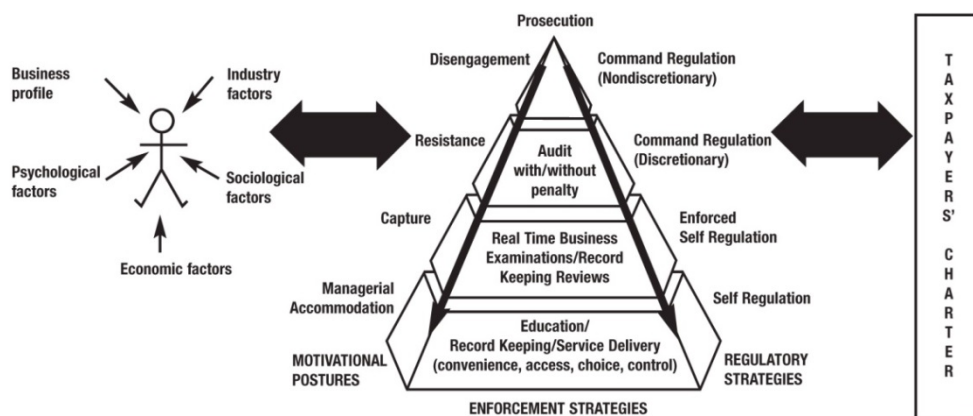 Business
profile
Industry
factors
Psychological
factors
Sociological
factors
Economic factors
Prosecution
Disengagement
Command Regulation
(Nondiscretionary)
Resistance
Audit
with/without
penalty
Command Regulation
(Discretionary)
Capture
Real Time Business
Examinations/Record
Keeping Reviews
Enforced
Self Regulation
Managerial
Accommodation
Education/
Record Keeping/Service Delivery
(convenience, access, choice, control)
Self Regulation
MOTIVATIONAL
POSTURES
REGULATORY
STRATEGIES
ENFORCEMENT STRATEGIES
TAXPAYERS' CHARTER